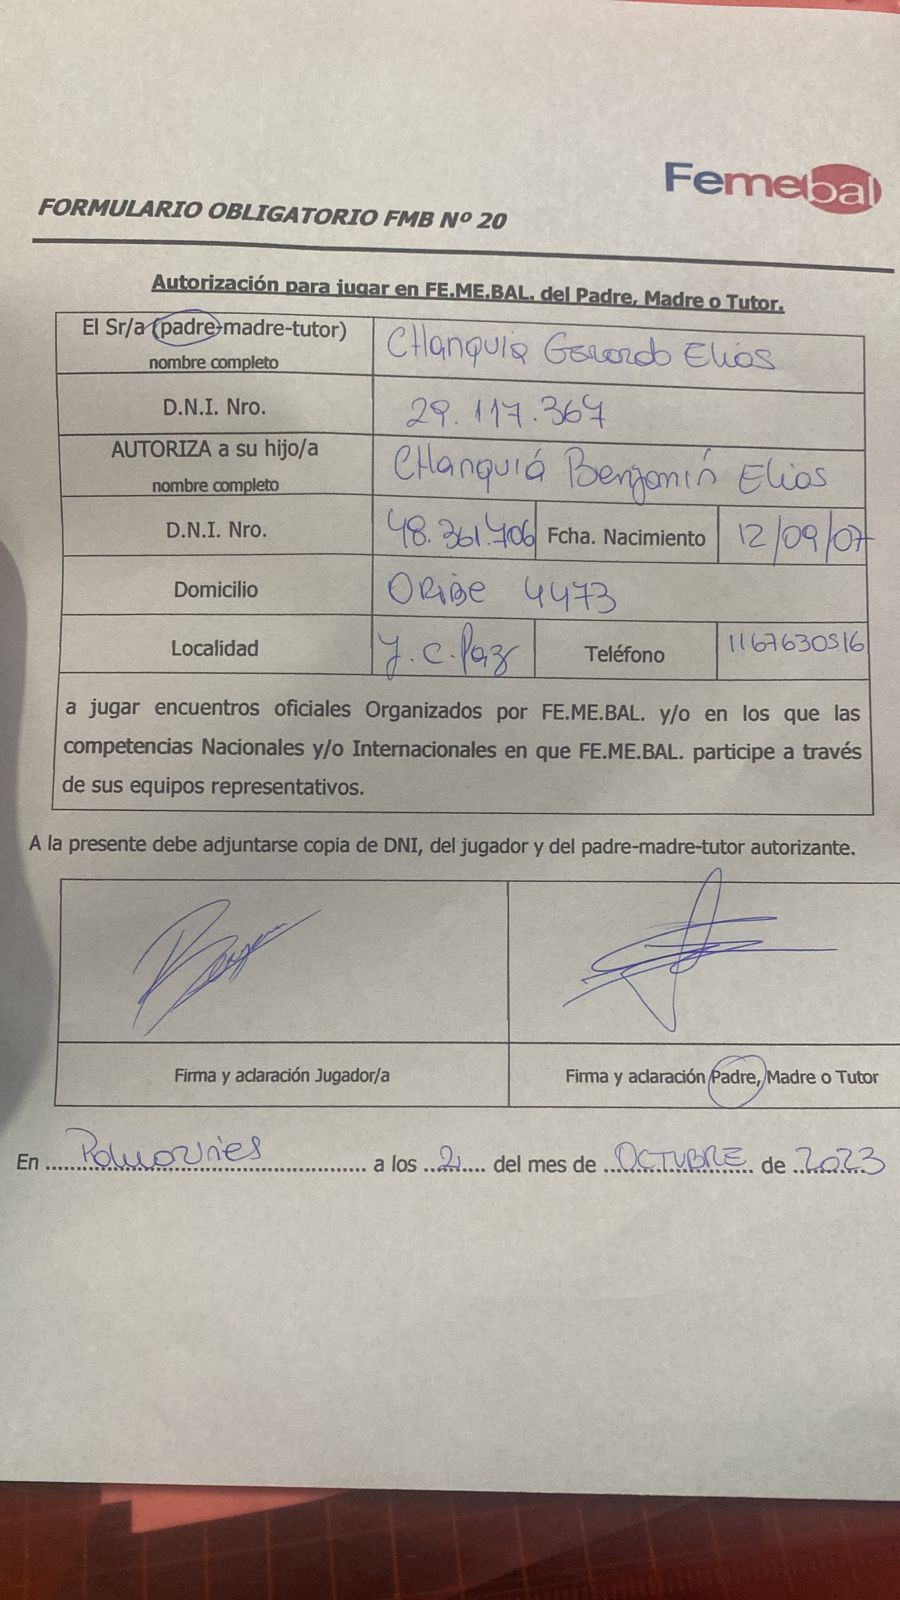 Femebal
FORMULARIO OBLIGATORIO FMB Nº 20
Autorización para jugar en FE.ME.BAL. del Padre, Madre o Tutor.
El Sr/a (padre-madre-tutor) nombre completo CHanquia Gerardo Elias
D.N.I. Nro. 29.117.367
AUTORIZA a su hijo/a nombre completo CHanquiá Benjamín Elias
D.N.I. Nro. 48.361.706 Fcha. Nacimiento 12/09/07
Domicilio ORIBE 4473
Localidad J.C.Paz Teléfono 1167630516
a jugar encuentros oficiales Organizados por FE.ME.BAL. y/o en los que las
competencias Nacionales y/o Internacionales en que FE.ME.BAL. participe a través
de sus equipos representativos.
A la presente debe adjuntarse copia de DNI, del jugador y del padre-madre-tutor autorizante.
Firma y aclaración Jugador/a Firma y aclaración Padre, Madre o Tutor
En a los del mes de OCTUBRE de 2023